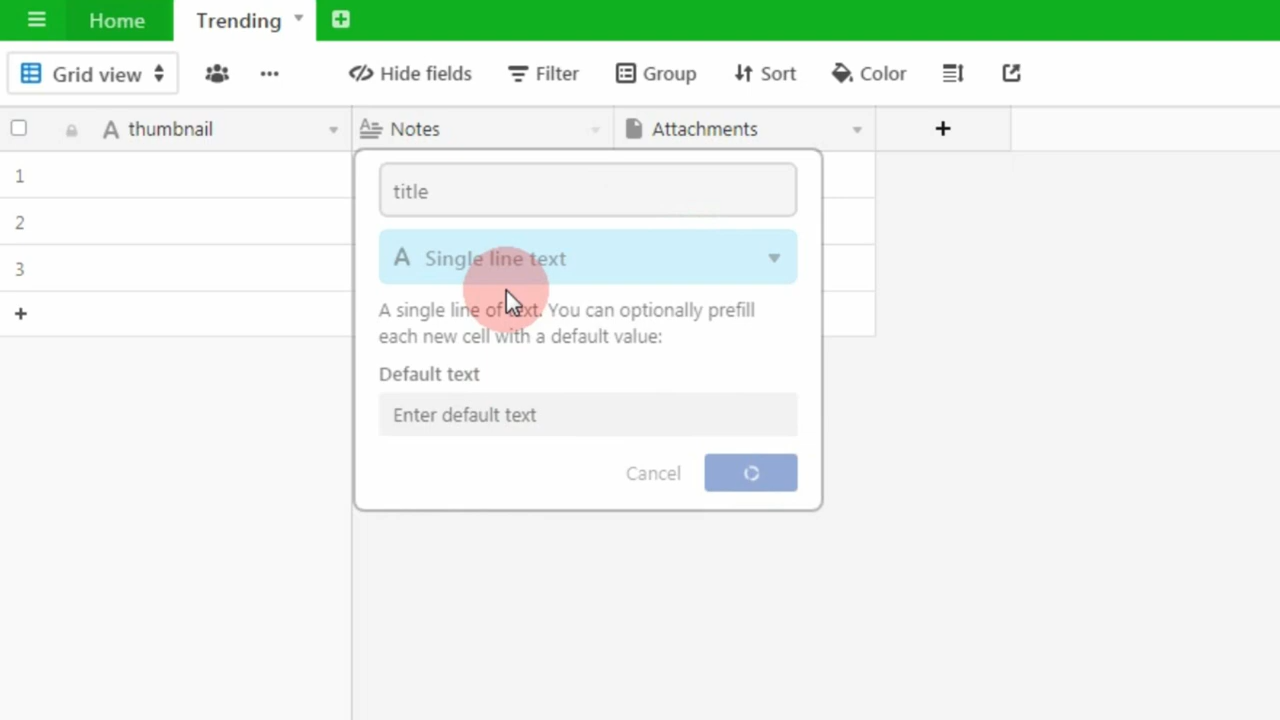 Home Trending
Grid view Hide fields Filter Group Sort Color
A thumbnail Notes Attachments +
1
2
3
+
title
A Single line text
A single line of text. You can optionally prefill
each new cell with a default value:
Default text
Enter default text
Cancel